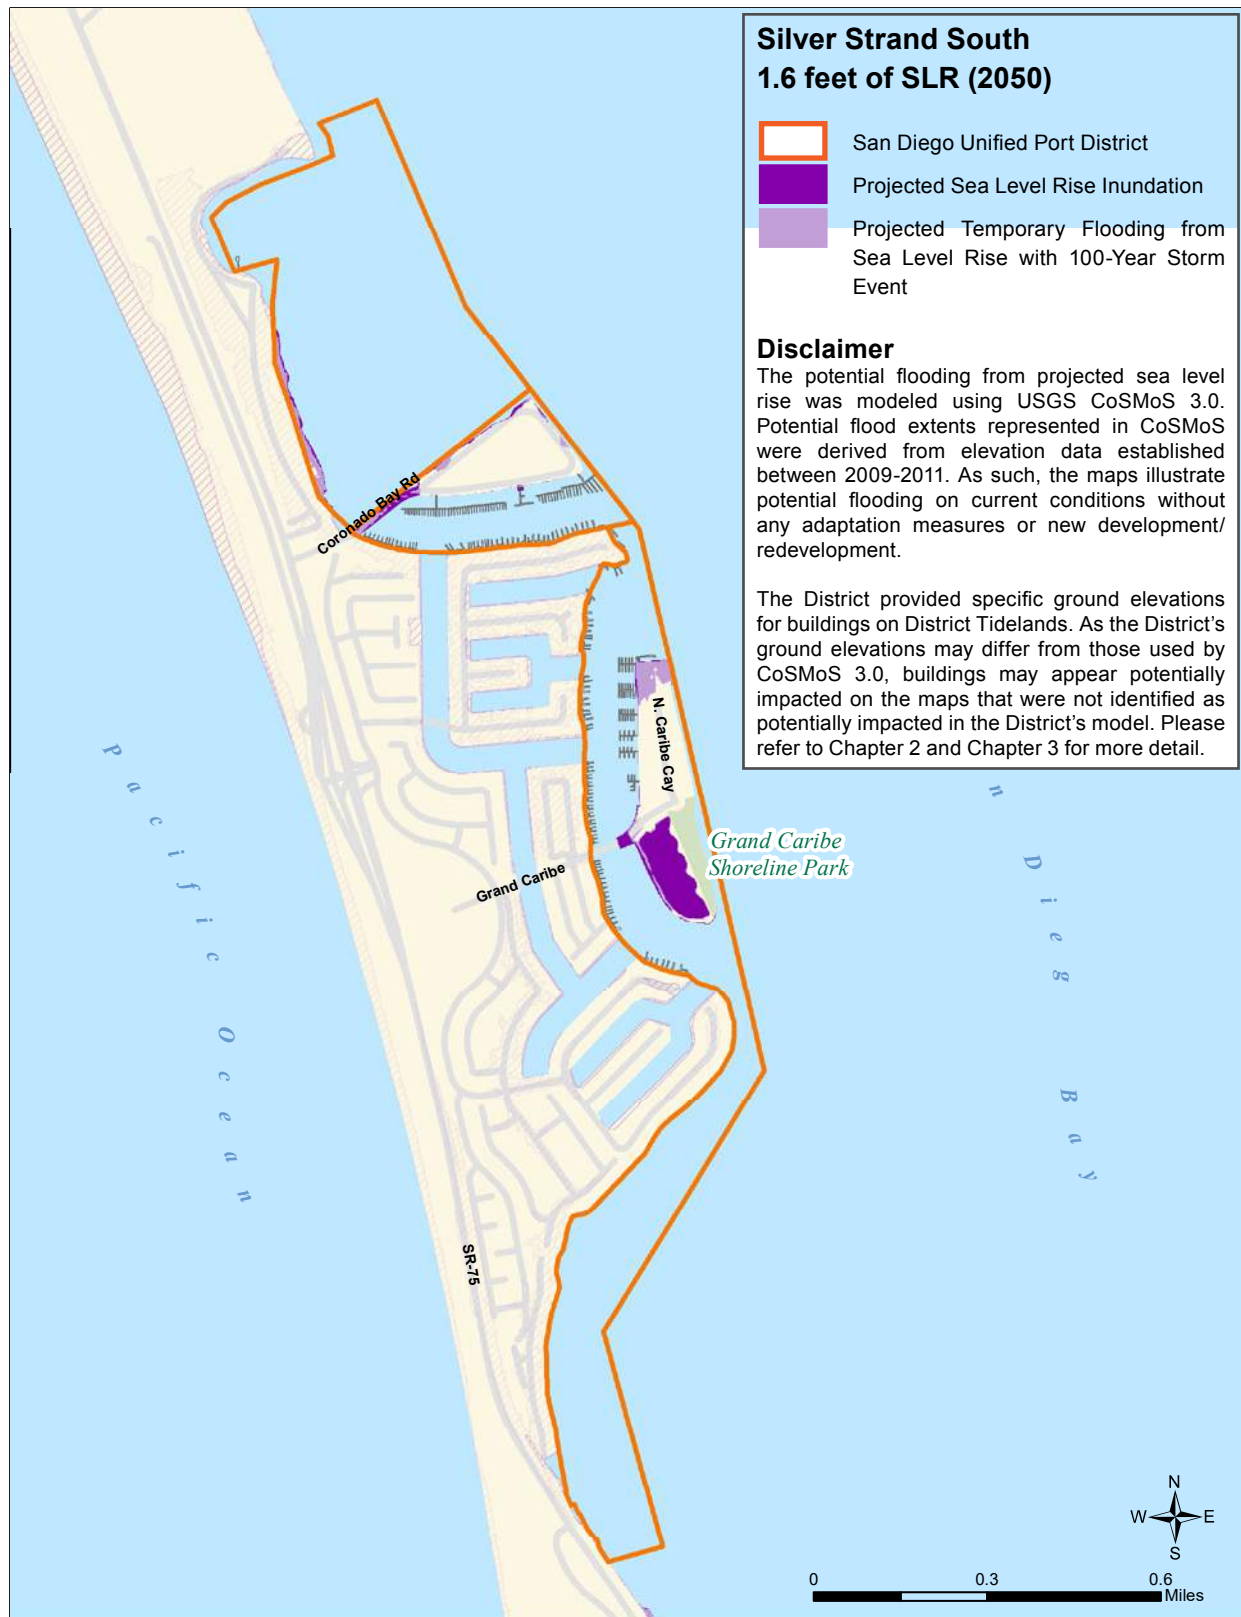 Silver Strand South
1.6 feet of SLR (2050)
San Diego Unified Port District
Projected Sea Level Rise Inundation
Projected Temporary Flooding from
Sea Level Rise with 100-Year Storm
Event
Disclaimer
The potential flooding from projected sea level
rise was modeled using USGS CoSMoS 3.0.
Potential flood extents represented in CoSMoS
were derived from elevation data established
between 2009-2011. As such, the maps illustrate
potential flooding on current conditions without
any adaptation measures or new development/
redevelopment.
The District provided specific ground elevations
for buildings on District Tidelands. As the District's
ground elevations may differ from those used by
CoSMoS 3.0, buildings may appear potentially
impacted on the maps that were not identified as
potentially impacted in the District's model. Please
refer to Chapter 2 and Chapter 3 for more detail.
Coronado Bay Rd
N. Caribe Cay
Grand Caribe
Shoreline Park
Grand Caribe
SR-75
Pacific Ocean
n Diego Bay
N
W E
S
0 0.3 0.6
Miles